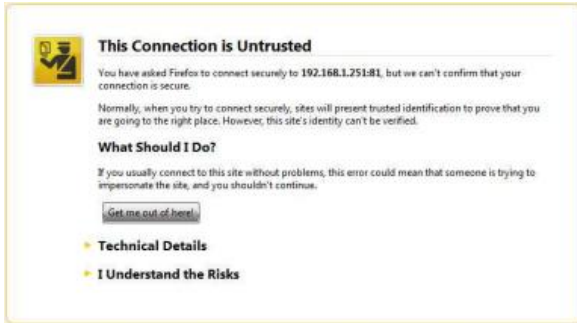 This Connection is Untrusted
You have asked Firefox to connect securely to 192.168.1.251:81, but we can't confirm that your
connection is secure.
Normally, when you try to connect securely, sites will present trusted identification to prove that you
are going to the right place. However, this site's identity can't be verified.
What Should I Do?
If you usually connect to this site without problems, this error could mean that someone is trying to
impersonate the site, and you shouldn't continue.
Get me out of here!
Technical Details
I Understand the Risks